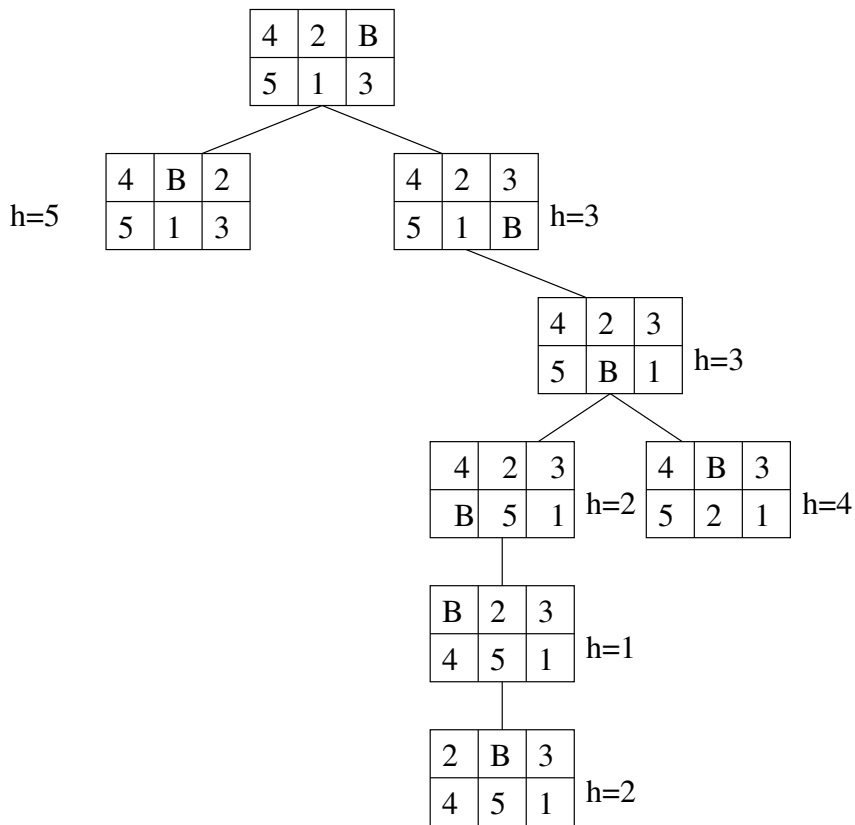 4 2 B
5 1 3
4 B 2
h=5 5 1 3
4 2 3
5 1 B h=3
4 2 3
5 B 1 h=3
4 2 3
B 5 1 h=2
4 B 3
5 2 1 h=4
B 2 3
4 5 1 h=1
2 B 3
4 5 1 h=2